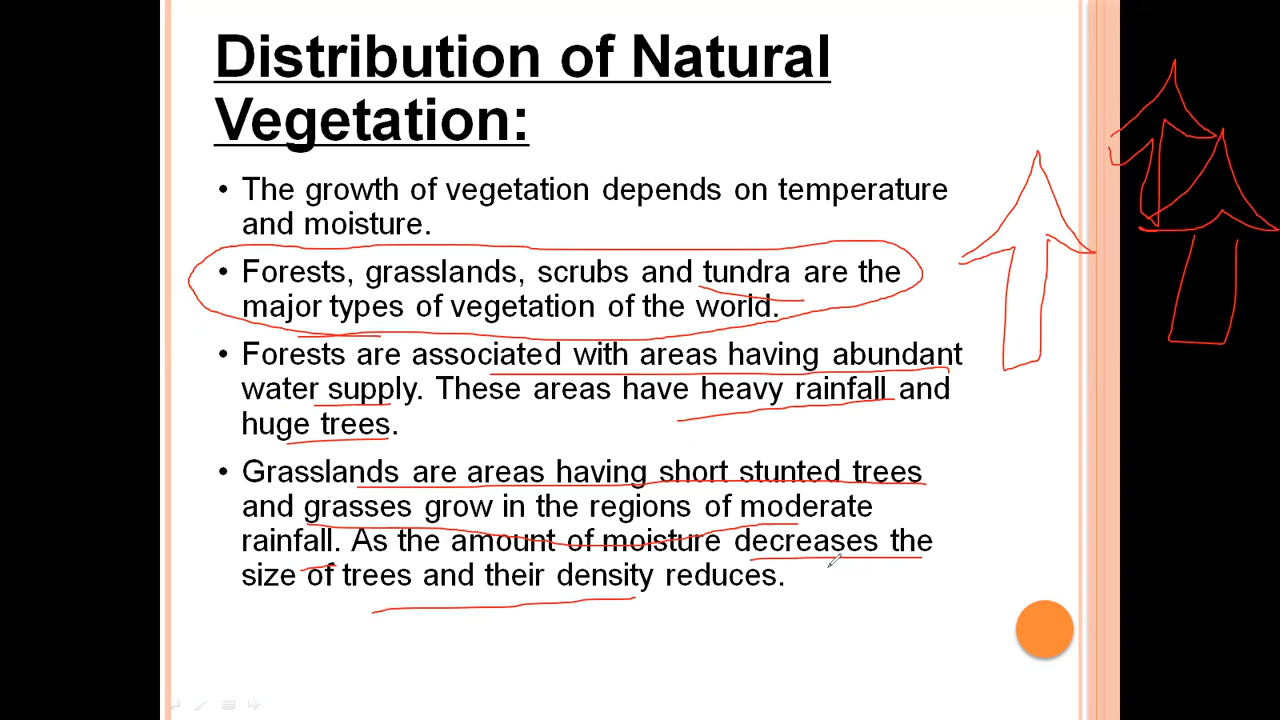 Distribution of Natural
Vegetation:
• The growth of vegetation depends on temperature
and moisture.
• Forests, grasslands, scrubs and tundra are the
major types of vegetation of the world.
• Forests are associated with areas having abundant
water supply. These areas have heavy rainfall and
huge trees.
• Grasslands are areas having short stunted trees
and grasses grow in the regions of moderate
rainfall. As the amount of moisture decreases the
size of trees and their density reduces.